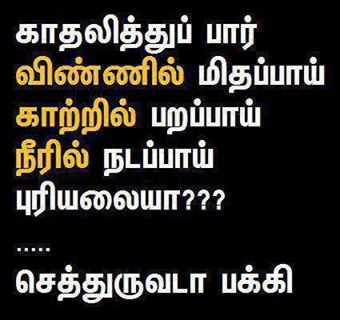 காதலித்துப் பார்
விண்ணில் மிதப்பாய்
காற்றில் பறப்பாய்
நீரில் நடப்பாய்
புரியலையா???
.....
செத்துருவடா பக்கி